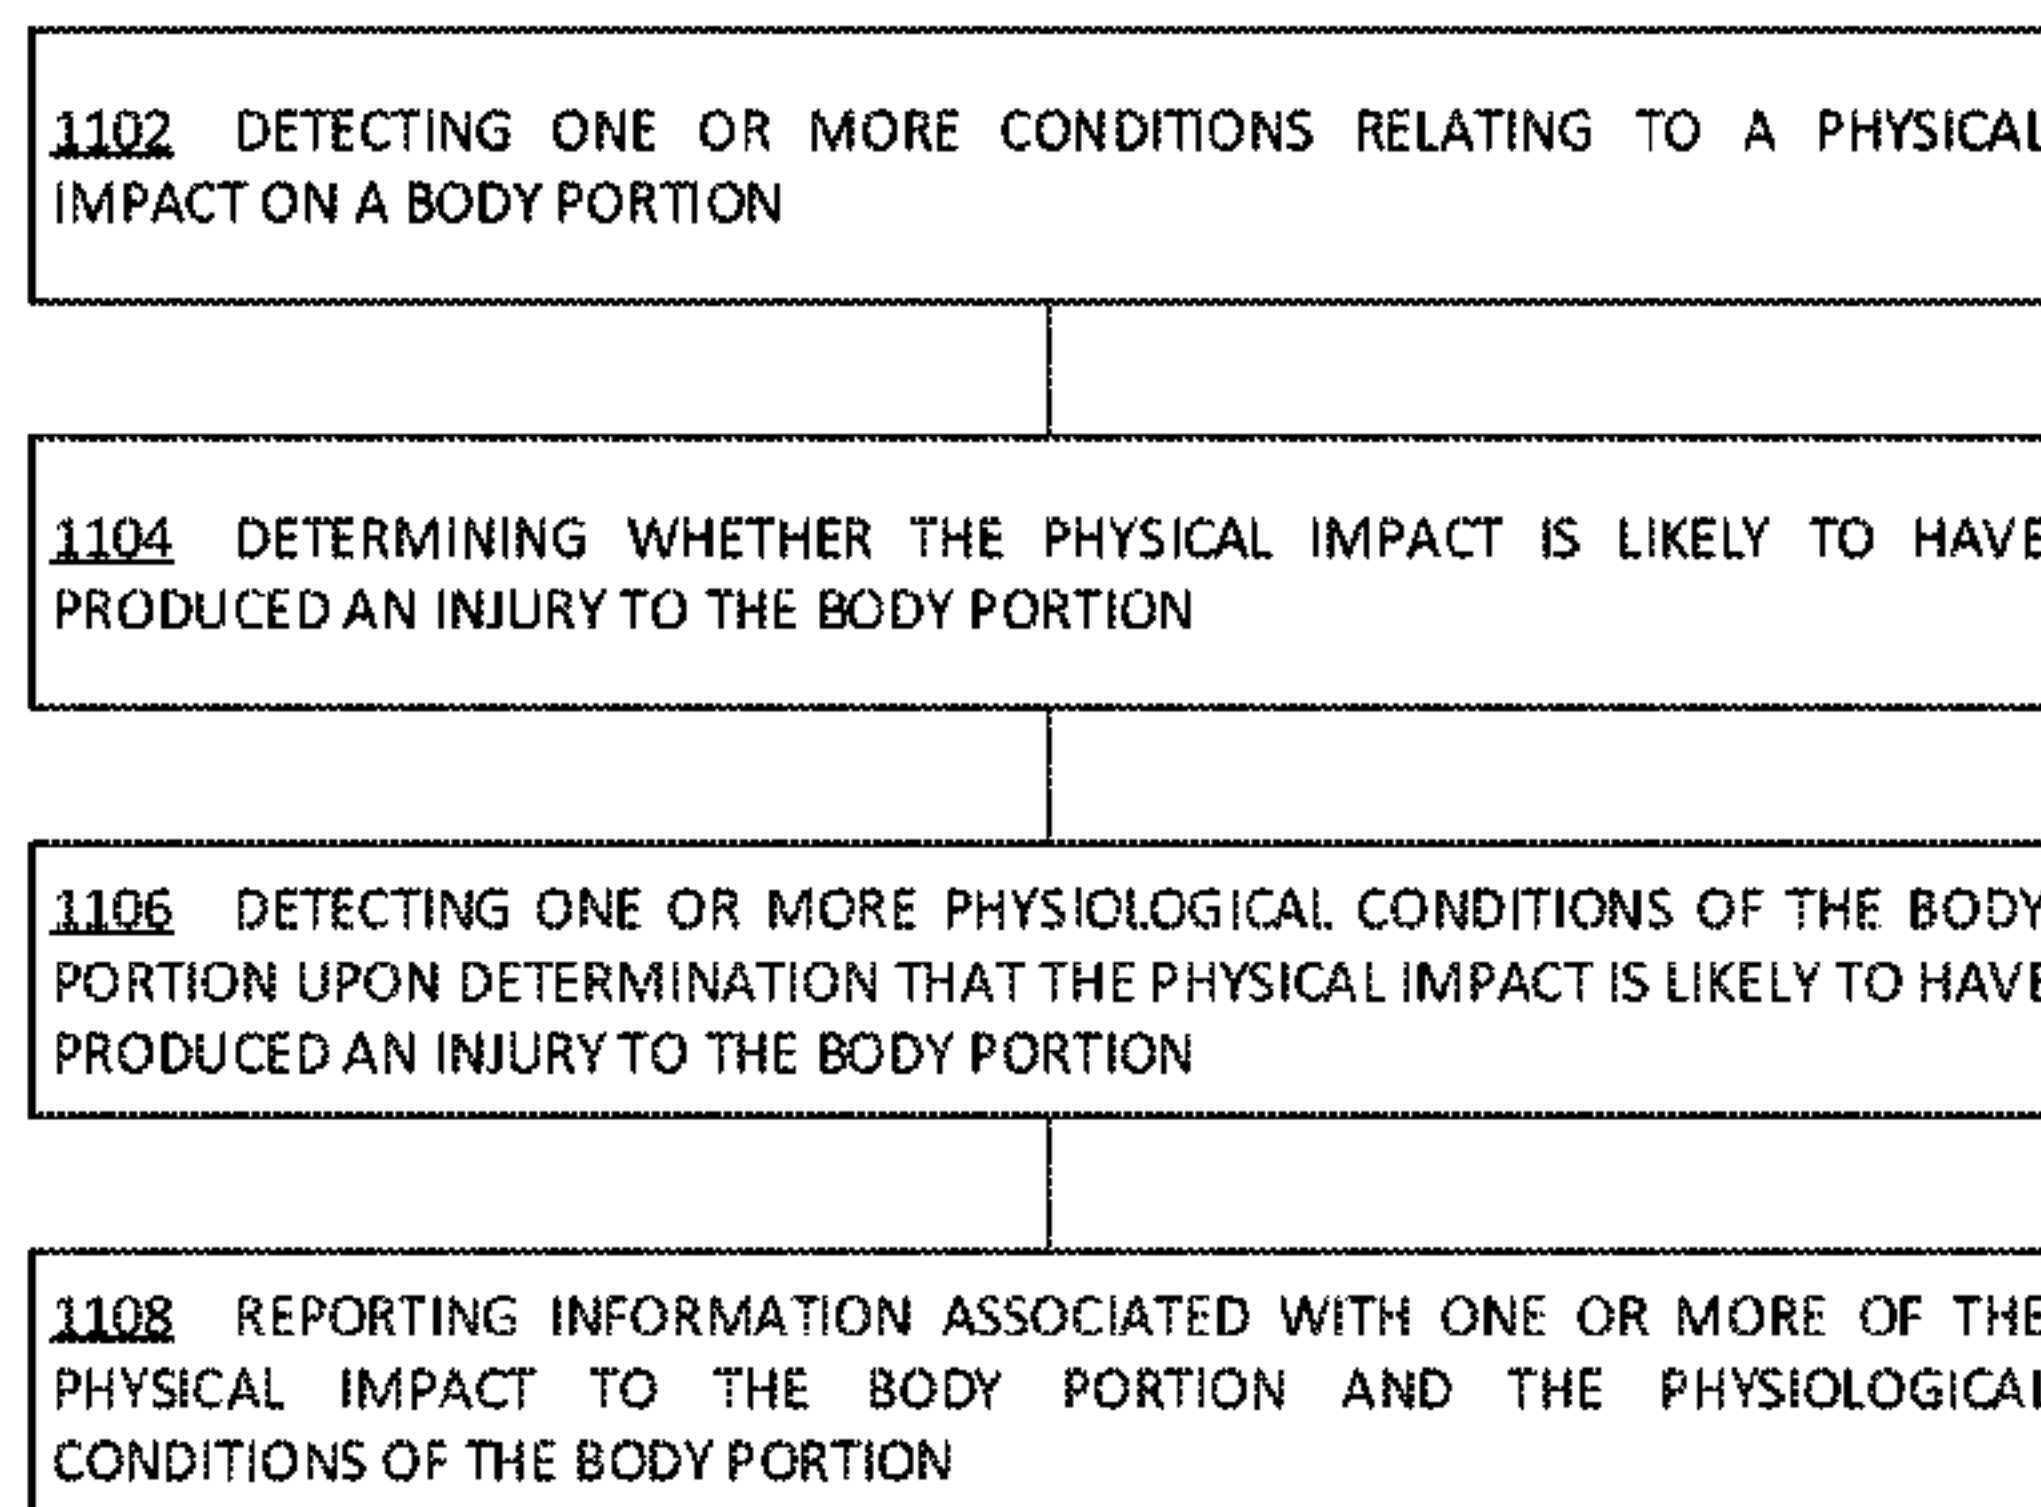 1102 DETECTING ONE OR MORE CONDITIONS RELATING TO A PHYSICAL
IMPACT ON A BODY PORTION
1104 DETERMINING WHETHER THE PHYSICAL IMPACT IS LIKELY TO HAVE
PRODUCED AN INJURY TO THE BODY PORTION
1106 DETECTING ONE OR MORE PHYSIOLOGICAL CONDITIONS OF THE BODY
PORTION UPON DETERMINATION THAT THE PHYSICAL IMPACT IS LIKELY TO HAVE
PRODUCED AN INJURY TO THE BODY PORTION
1108 REPORTING INFORMATION ASSOCIATED WITH ONE OR MORE OF THE
PHYSICAL IMPACT TO THE BODY PORTION AND THE PHYSIOLOGICAL
CONDITIONS OF THE BODY PORTION